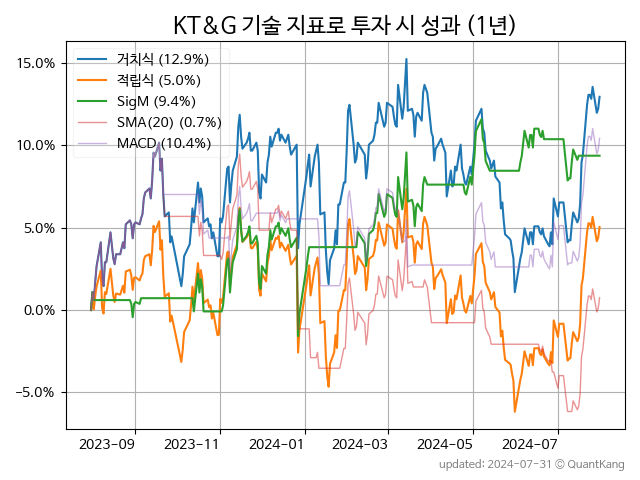 KT&G 기술 지표로 투자 시 성과 (1년)
15.0%
10.0%
5.0%
0.0%
−5.0%
거치식 (12.9%)
적립식 (5.0%)
SigM (9.4%)
SMA(20) (0.7%)
MACD (10.4%)
2023-09
2023-11
2024-01
2024-03
2024-05
2024-07
updated: 2024-07-31 © QuantKang